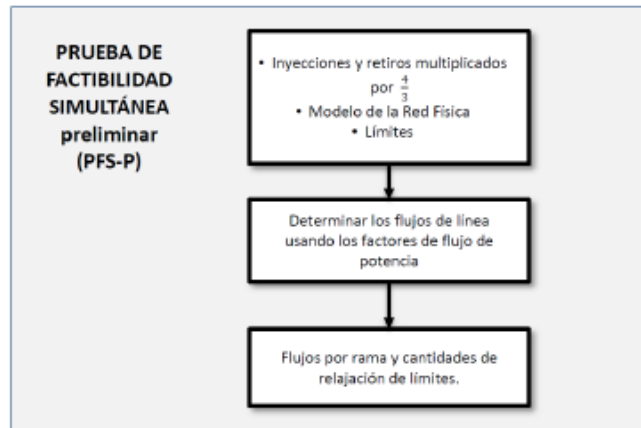 PRUEBA DE
FACTIBILIDAD
SIMULTÁNEA
preliminar
(PFS-P)
• Inyecciones y retiros multiplicados
por 4/3
• Modelo de la Red Física
• Límites
Determinar los flujos de línea
usando los factores de flujo de
potencia
Flujos por rama y cantidades de
relajación de límites.